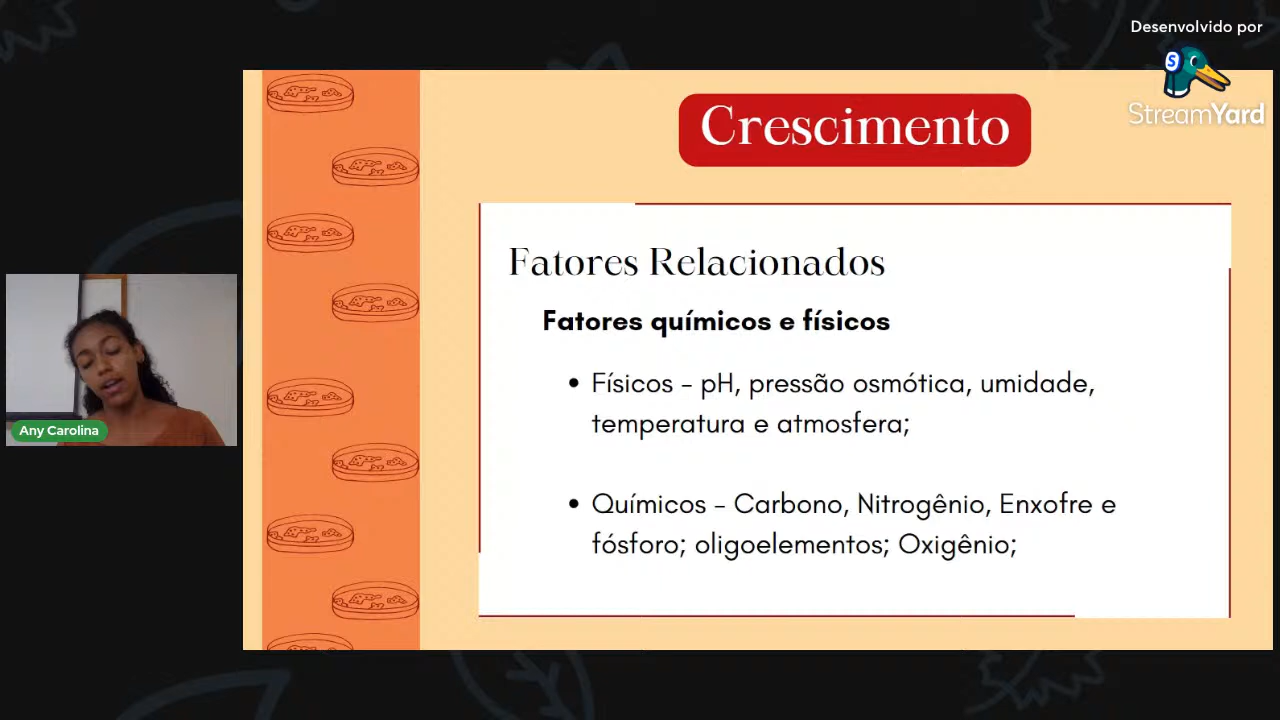 Desenvolvido por
S
StreamYard
Crescimento
Fatores Relacionados
Fatores químicos e físicos
Físicos - pH, pressão osmótica, umidade,
temperatura e atmosfera;
Químicos - Carbono, Nitrogênio, Enxofre e
fósforo; oligoelementos; Oxigênio;
Any Carolina